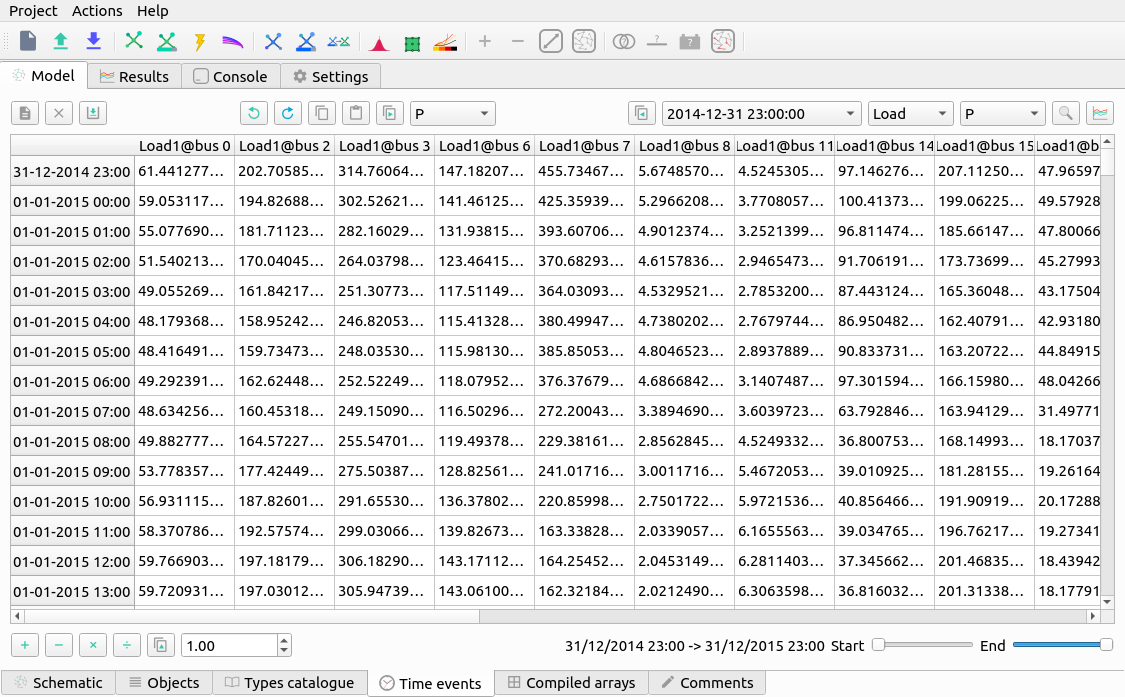 Project Actions Help
Model Results Console Settings
P 2014-12-31 23:00:00 Load P
Load1@bus 0 Load1@bus 2 Load1@bus 3 Load1@bus 6 Load1@bus 7 Load1@bus 8 Load1@bus 11 Load1@bus 14 Load1@bus 15 Load1@b
31-12-2014 23:00 61.441277... 202.70585... 314.76064... 147.18207... 455.73467... 5.6748570... 4.5245305... 97.146276... 207.11250... 47.96597
01-01-2015 00:00 59.053117... 194.82688... 302.52621... 141.46125... 425.35939... 5.2966208... 3.7708057... 100.41373... 199.06225... 49.57928
01-01-2015 01:00 55.077690... 181.71123... 282.16029... 131.93815... 393.60706... 4.9012374... 3.2521399... 96.811474... 185.66147... 47.80066
01-01-2015 02:00 51.540213... 170.04045... 264.03798... 123.46415... 370.68293... 4.6157836... 2.9465473... 91.706191... 173.73699... 45.27993
01-01-2015 03:00 49.055269... 161.84217... 251.30773... 117.51149... 364.03093... 4.5329521... 2.7853200... 87.443124... 165.36048... 43.17504
01-01-2015 04:00 48.179368... 158.95242... 246.82053... 115.41328... 380.49947... 4.7380202... 2.7679744... 86.950482... 162.40791... 42.93180
01-01-2015 05:00 48.416491... 159.73473... 248.03530... 115.98130... 385.85053... 4.8046523... 2.8937889... 90.833731... 163.20722... 44.84915
01-01-2015 06:00 49.292391... 162.62448... 252.52249... 118.07952... 376.37679... 4.6866842... 3.1407487... 97.301594... 166.15980... 48.04266
01-01-2015 07:00 48.634256... 160.45318... 249.15090... 116.50296... 272.20043... 3.3894690... 3.6039723... 63.792846... 163.94129... 31.49771
01-01-2015 08:00 49.882777... 164.57227... 255.54701... 119.49378... 229.38161... 2.8562845... 4.5249332... 36.800753... 168.14993... 18.17037
01-01-2015 09:00 53.778357... 177.42449... 275.50387... 128.82561... 241.01716... 3.0011716... 5.4672053... 39.010925... 181.28155... 19.26164
01-01-2015 10:00 56.931115... 187.82601... 291.65530... 136.37802... 220.85998... 2.7501722... 5.9721536... 40.856466... 191.90919... 20.17288
01-01-2015 11:00 58.370786... 192.57574... 299.03066... 139.82673... 163.33828... 2.0339057... 6.1655563... 39.034765... 196.76217... 19.27341
01-01-2015 12:00 59.766903... 197.18179... 306.18290... 143.17112... 164.25452... 2.0453149... 6.2811403... 37.345662... 201.46835... 18.43942
01-01-2015 13:00 59.720931... 197.03012... 305.94739... 143.06100... 162.32184... 2.0212490... 6.3063598... 36.816032... 201.31338... 18.17791
1.00 31/12/2014 23:00 -> 31/12/2015 23:00 Start End
Schematic Objects Types catalogue Time events Compiled arrays Comments